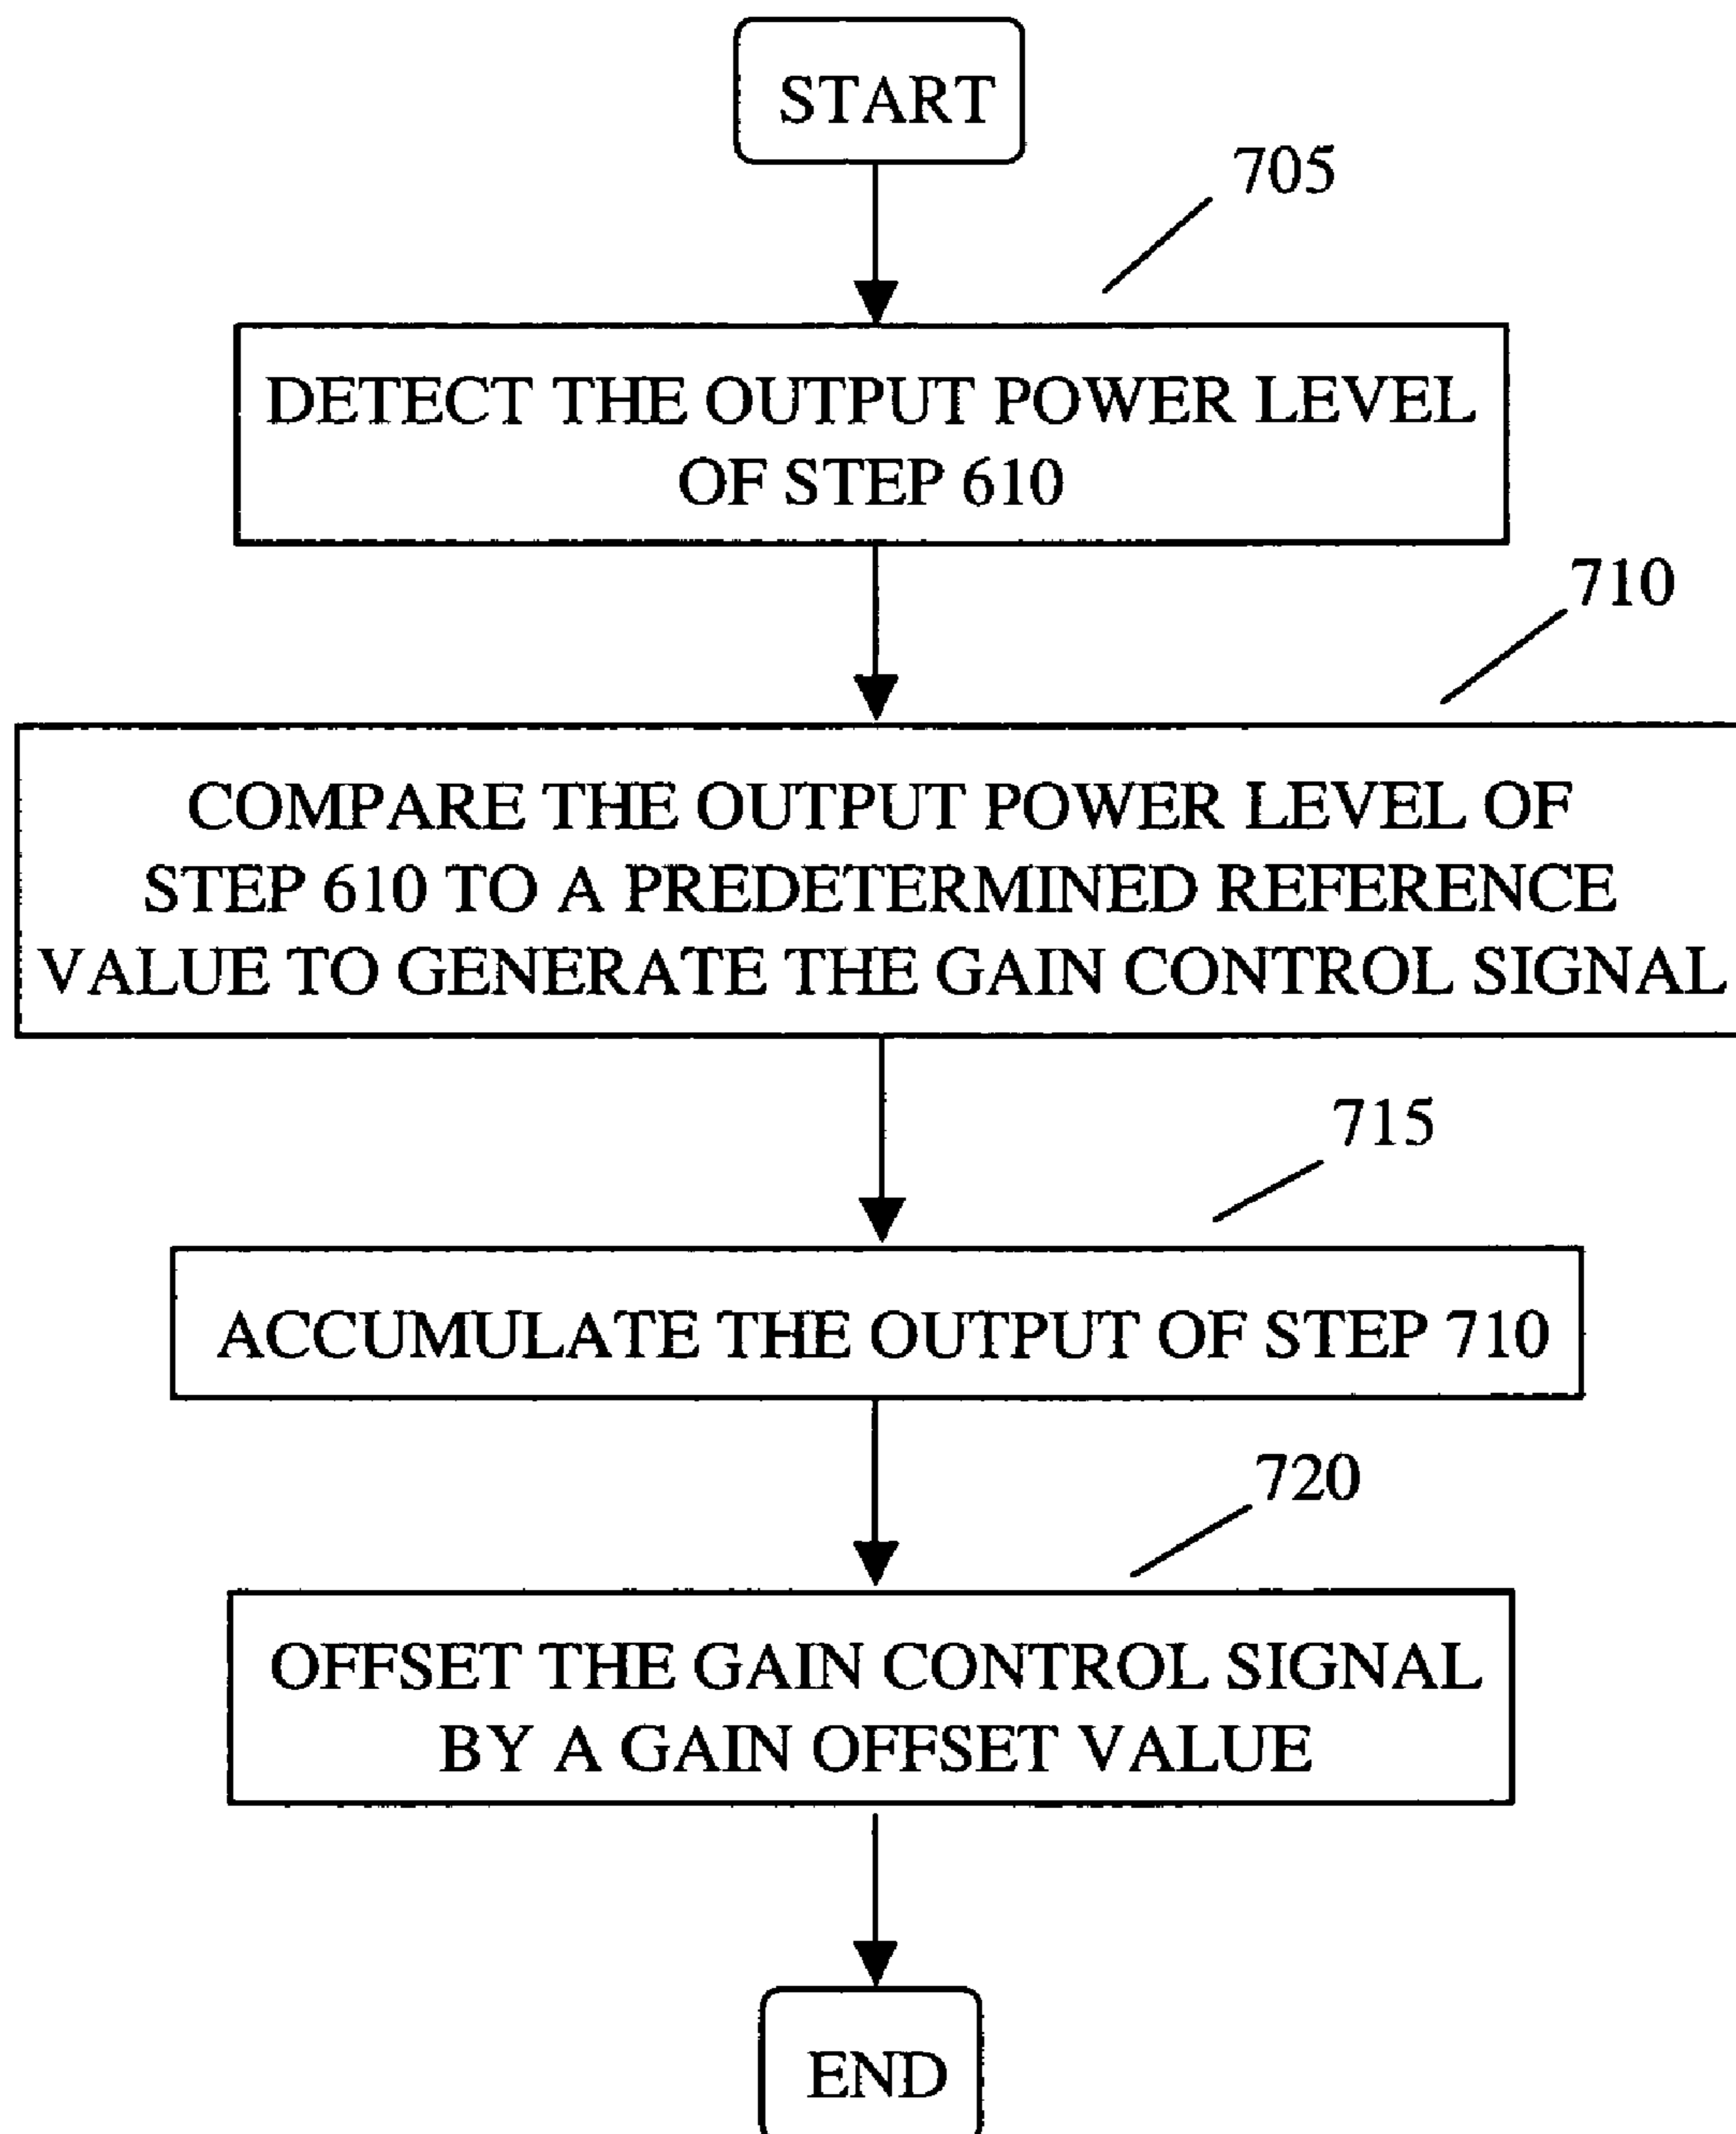 START
705
DETECT THE OUTPUT POWER LEVEL
OF STEP 610
710
COMPARE THE OUTPUT POWER LEVEL OF
STEP 610 TO A PREDETERMINED REFERENCE
VALUE TO GENERATE THE GAIN CONTROL SIGNAL
715
ACCUMULATE THE OUTPUT OF STEP 710
720
OFFSET THE GAIN CONTROL SIGNAL
BY A GAIN OFFSET VALUE
END